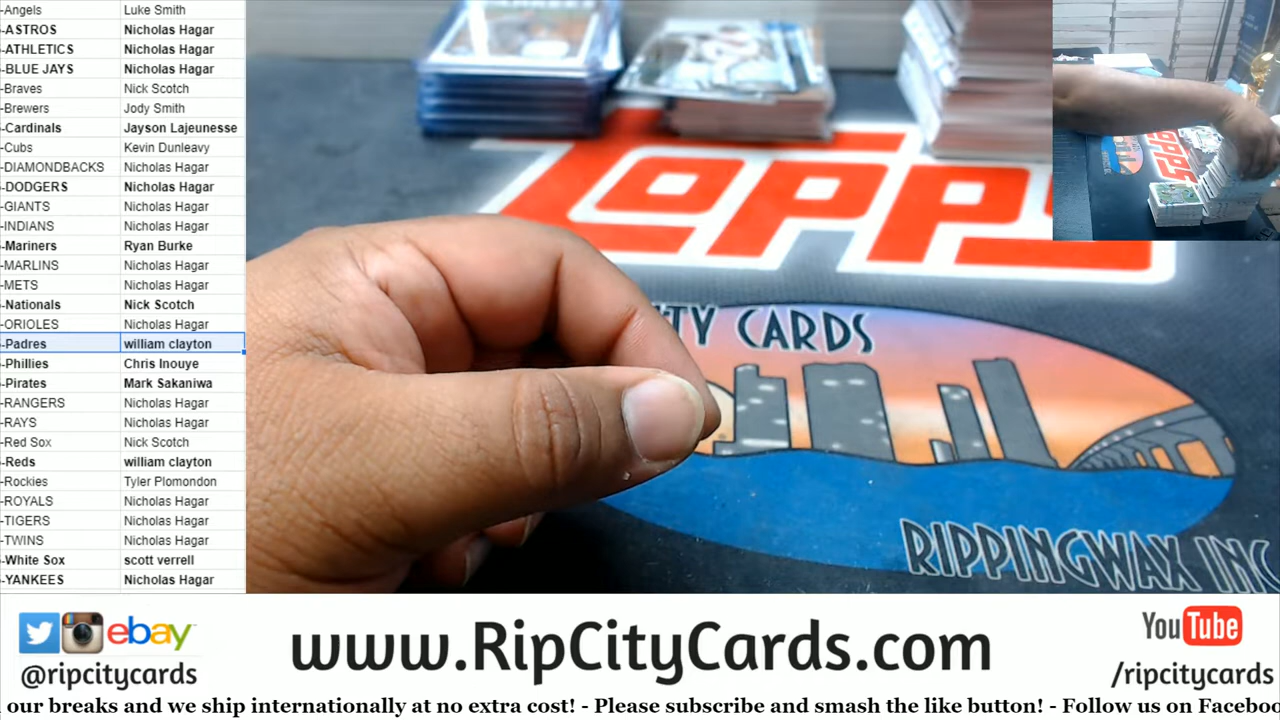 -Angels Luke Smith
-ASTROS Nicholas Hagar
-ATHLETICS Nicholas Hagar
-BLUE JAYS Nicholas Hagar
-Braves Nick Scotch
-Brewers Jody Smith
-Cardinals Jayson Lajeunesse
-Cubs Kevin Dunleavy
-DIAMONDBACKS Nicholas Hagar
-DODGERS Nicholas Hagar
-GIANTS Nicholas Hagar
-INDIANS Nicholas Hagar
-Mariners Ryan Burke
-MARLINS Nicholas Hagar
-METS Nicholas Hagar
-Nationals Nick Scotch
-ORIOLES Nicholas Hagar
-Padres william clayton
-Phillies Chris Inouye
-Pirates Mark Sakaniwa
-RANGERS Nicholas Hagar
-RAYS Nicholas Hagar
-Red Sox Nick Scotch
-Reds william clayton
-Rockies Tyler Plomondon
-ROYALS Nicholas Hagar
-TIGERS Nicholas Hagar
-TWINS Nicholas Hagar
-White Sox scott verrell
-YANKEES Nicholas Hagar
TOPPS
TOPPS
TY CARDS
RIPPINGWAX INC
ebay
@ripcitycards
www.RipCityCards.com
YouTube
/ripcitycards
our breaks and we ship internationally at no extra cost! - Please subscribe and smash the like button! - Follow us on Facebo